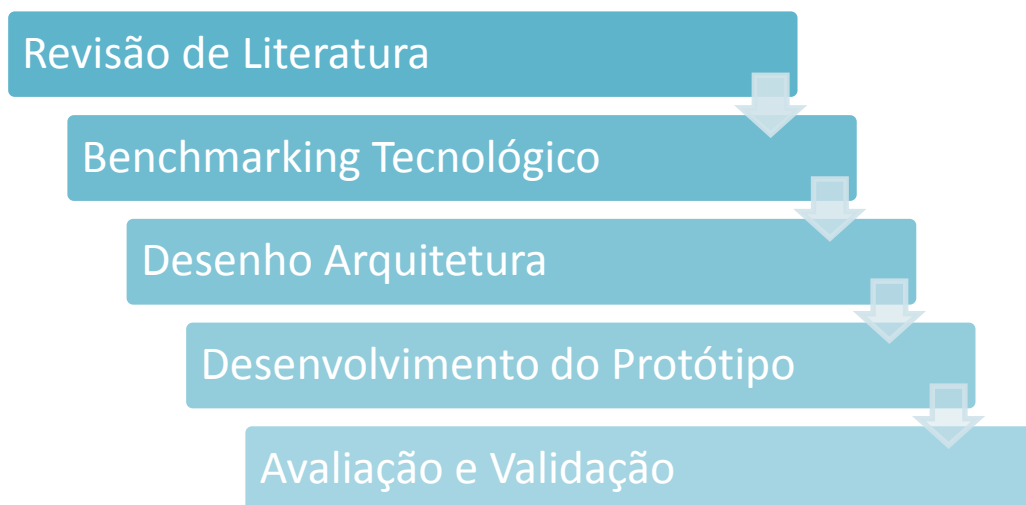 Revisão de Literatura
Benchmarking Tecnológico
Desenho Arquitetura
Desenvolvimento do Protótipo
Avaliação e Validação